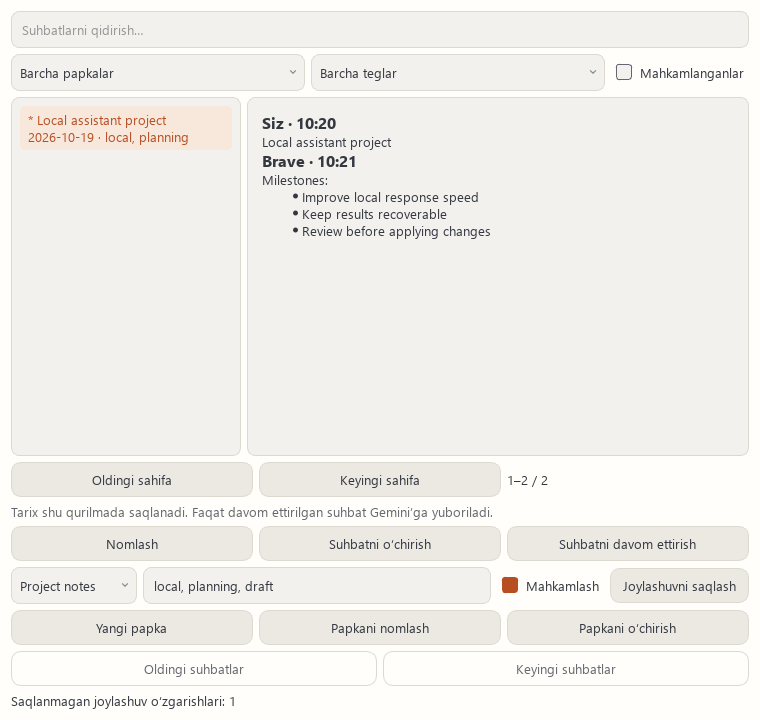 Suhbatlarni qidirish...
Barcha papkalar
Barcha teglar
Mahkamlanganlar
* Local assistant project
2026-10-19 · local, planning
Siz · 10:20
Local assistant project
Brave · 10:21
Milestones:
• Improve local response speed
• Keep results recoverable
• Review before applying changes
Oldingi sahifa
Keyingi sahifa
1–2 / 2
Tarix shu qurilmada saqlanadi. Faqat davom ettirilgan suhbat Gemini’ga yuboriladi.
Nomlash
Suhbatni o‘chirish
Suhbatni davom ettirish
Project notes
local, planning, draft
Mahkamlash
Joylashuvni saqlash
Yangi papka
Papkani nomlash
Papkani o‘chirish
Oldingi suhbatlar
Keyingi suhbatlar
Saqlanmagan joylashuv o‘zgarishlari: 1